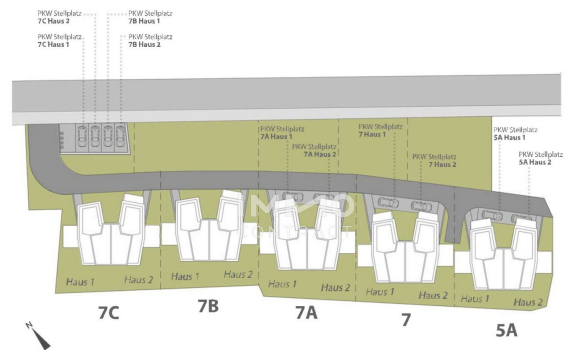 PKW Stellplatz
7C Haus 2
PKW Stellplatz
7B Haus 1
PKW Stellplatz
7C Haus 1
PKW Stellplatz
7B Haus 2
PKW Stellplatz
7A Haus 1
PKW Stellplatz
7A Haus 2
PKW Stellplatz
7 Haus 1
PKW Stellplatz
7 Haus 2
PKW Stellplatz
5A Haus 1
PKW Stellplatz
5A Haus 2
CONTRACT
Haus 1 Haus 2
Haus 1 Haus 2
Haus 1 Haus 2
Haus 1 Haus 2
Haus 1 Haus 2
7C
7B
7A
7
5A
N